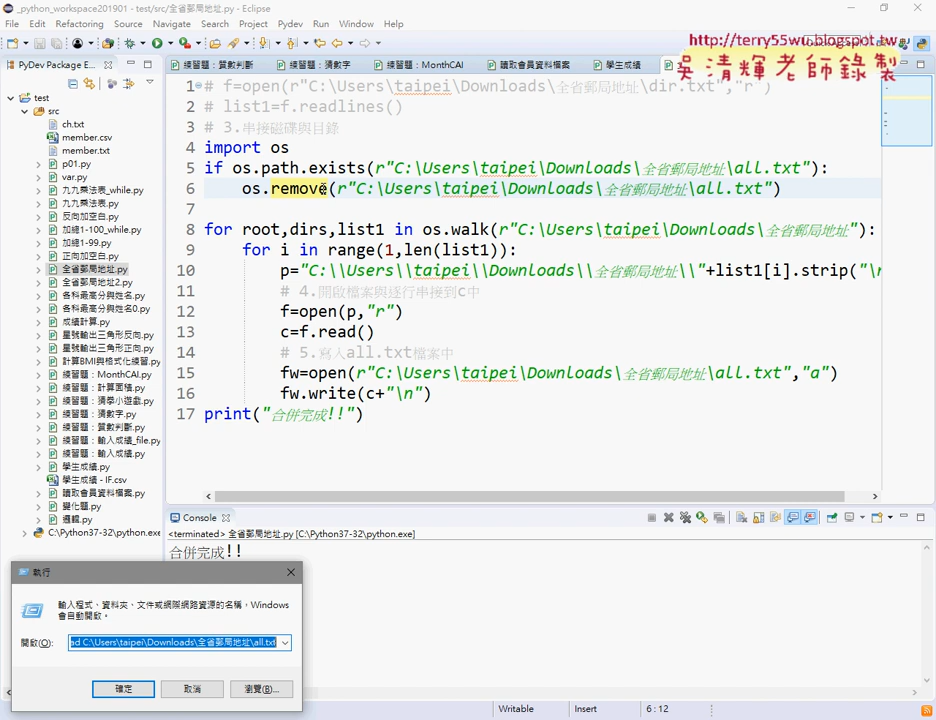 _python_workspace201901 - test/src/全省郵局地址.py - Eclipse
File Edit Refactoring Source Navigate Search Project Pydev Run Window Help
http://terry55wu.blogspot.tw
吳清輝老師錄製
PyDev Package E...
練習題：質數判斷 練習題：猜數字 練習題：MonthCAl 讀取會員資料檔案 學生成績
test
src
ch.txt
member.csv
member.txt
p01.py
var.py
九九乘法表_while.py
九九乘法表.py
反向加空白.py
加總1-100_while.py
加總1-99.py
正向加空白.py
全省郵局地址.py
全省郵局地址2.py
各科最高分與姓名.py
各科最高分與姓名0.py
成績計算.py
星號輸出三角形反向.py
星號輸出三角形正向.py
計算BMI與格式化練習.py
練習題：MonthCAl.py
練習題：計算面積.py
練習題：猜拳小遊戲.py
練習題：猜數字.py
練習題：質數判斷.py
練習題：輸入成績_file.py
練習題：輸入成績.py
學生成績.py
學生成績 - IF.csv
讀取會員資料檔案.py
變化題.py
邏輯.py
C:\Python37-32\python.exe
1 # f=open(r"C:\Users\taipei\Downloads\全省郵局地址\dir.txt","r")
2 # list1=f.readlines()
3 # 3.串接磁碟與目錄
4 import os
5 if os.path.exists(r"C:\Users\taipei\Downloads\全省郵局地址\all.txt"):
6 os.remove(r"C:\Users\taipei\Downloads\全省郵局地址\all.txt")
7
8 for root,dirs,list1 in os.walk(r"C:\Users\taipei\Downloads\全省郵局地址"):
9 for i in range(1,len(list1)):
10 p="C:\\Users\\taipei\\Downloads\\全省郵局地址\\"+list1[i].strip("\n
11 # 4.開啟檔案與逐行串接到c中
12 f=open(p,"r")
13 c=f.read()
14 # 5.寫入all.txt檔案中
15 fw=open(r"C:\Users\taipei\Downloads\全省郵局地址\all.txt","a")
16 fw.write(c+"\n")
17 print("合併完成!!")
Console
<terminated> 全省郵局地址.py [C:\Python37-32\python.exe]
合併完成!!
執行
輸入程式、資料夾、文件或網際網路資源的名稱，Windows
會自動開啟。
開啟(O): ad C:\Users\taipei\Downloads\全省郵局地址\all.txt
確定 取消 瀏覽(B)...
Writable Insert 6 : 12